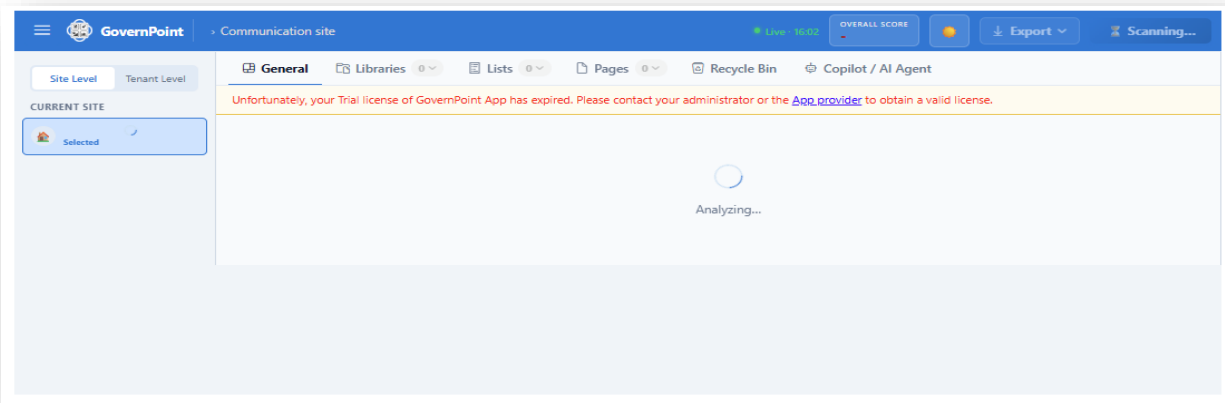 GovernPoint › Communication site
Live · 16:02
OVERALL SCORE
-
Export
Scanning...
Site Level Tenant Level
General Libraries 0 Lists 0 Pages 0 Recycle Bin Copilot / AI Agent
Unfortunately, your Trial license of GovernPoint App has expired. Please contact your administrator or the App provider to obtain a valid license.
CURRENT SITE
Selected
Analyzing...